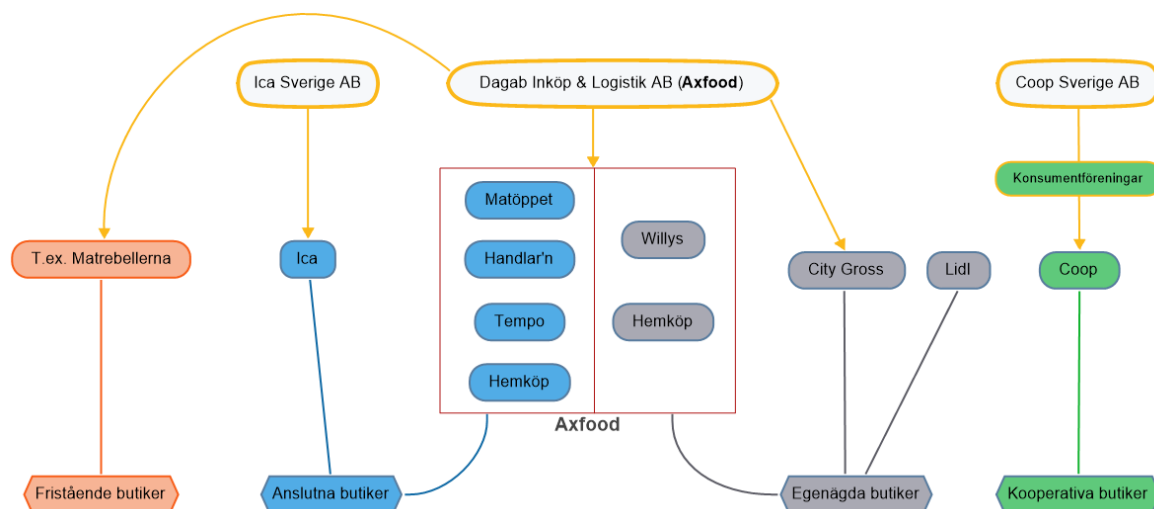 Ica Sverige AB
Dagab Inköp & Logistik AB (Axfood)
Coop Sverige AB
Konsumentföreningar
Matöppet
Willys
T.ex. Matrebellerna
Ica
Handlar'n
City Gross
Lidl
Coop
Tempo
Hemköp
Hemköp
Axfood
Fristående butiker
Anslutna butiker
Egenägda butiker
Kooperativa butiker